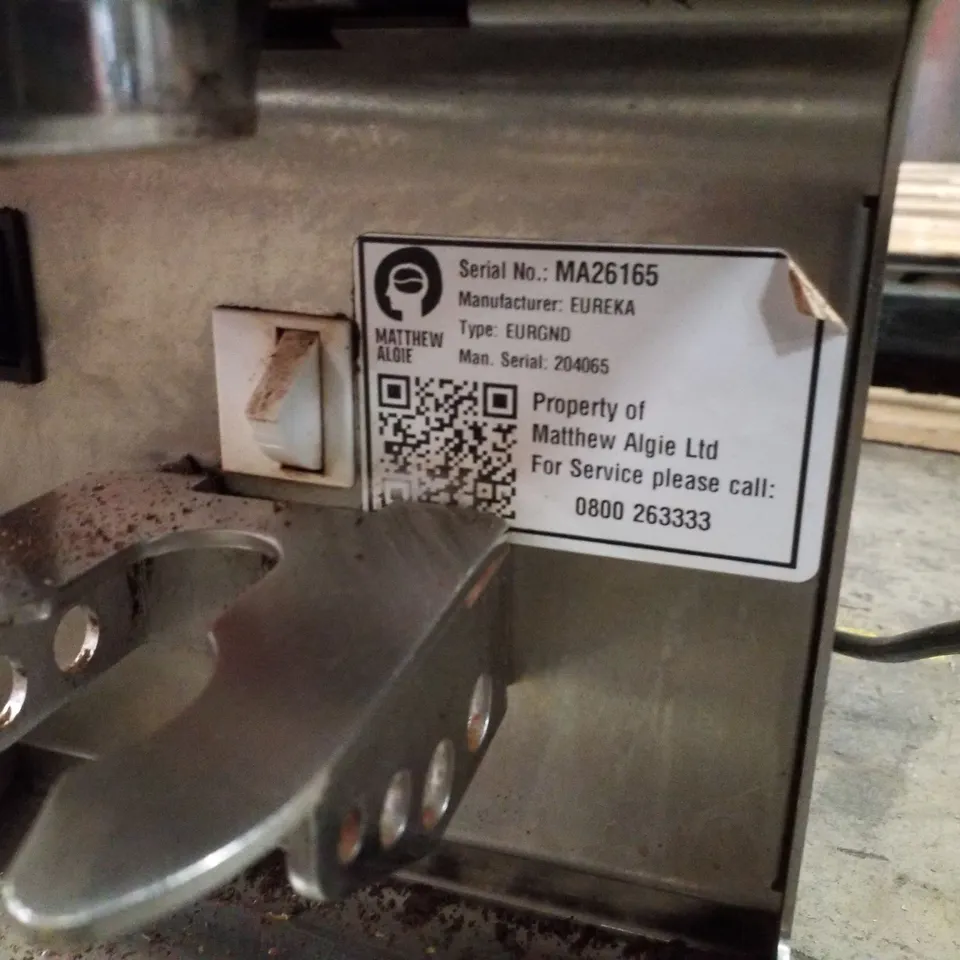 Serial No.: MA26165
Manufacturer: EUREKA
Type: EURGND
Man. Serial: 204065
MATTHEW
ALGIE
Property of
Matthew Algie Ltd
For Service please call:
0800 263333